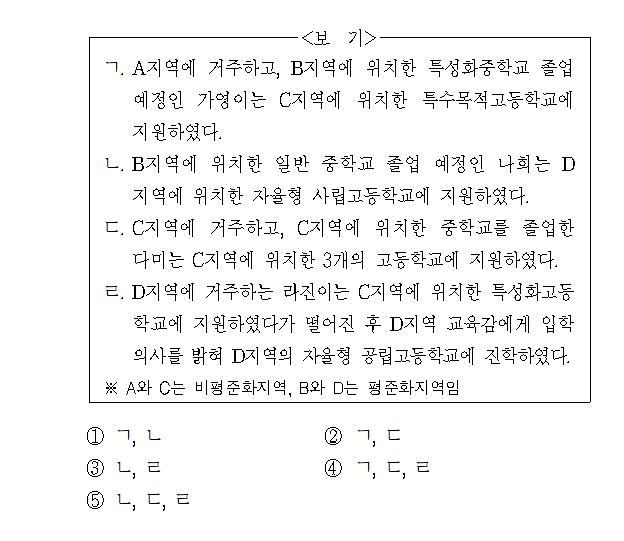 <보 기>
ㄱ. A지역에 거주하고, B지역에 위치한 특성화중학교 졸업
예정인 가영이는 C지역에 위치한 특수목적고등학교에
지원하였다.
ㄴ. B지역에 위치한 일반 중학교 졸업 예정인 나희는 D
지역에 위치한 자율형 사립고등학교에 지원하였다.
ㄷ. C지역에 거주하고, C지역에 위치한 중학교를 졸업한
다미는 C지역에 위치한 3개의 고등학교에 지원하였다.
ㄹ. D지역에 거주하는 라진이는 C지역에 위치한 특성화고등
학교에 지원하였다가 떨어진 후 D지역 교육감에게 입학
의사를 밝혀 D지역의 자율형 공립고등학교에 진학하였다.
※ A와 C는 비평준화지역, B와 D는 평준화지역임
① ㄱ, ㄴ ② ㄱ, ㄷ
③ ㄴ, ㄹ ④ ㄱ, ㄷ, ㄹ
⑤ ㄴ, ㄷ, ㄹ